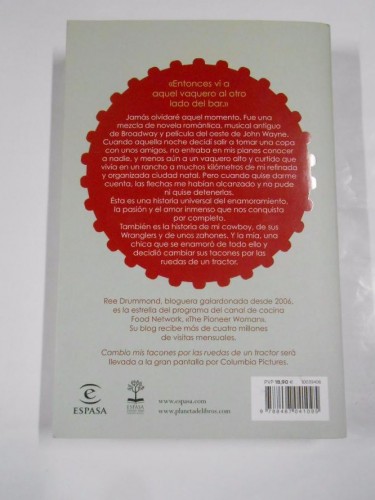 «Entonces vi a
aquel vaquero al otro
lado del bar.»
Jamás olvidaré aquel momento. Fue una
mezcla de novela romántica, musical antiguo
de Broadway y película del oeste de John Wayne.
Cuando aquella noche decidí salir a tomar una copa
con unos amigos, no entraba en mis planes conocer
a nadie, y menos aún a un vaquero alto y curtido que
vivía en un rancho a muchos kilómetros de mi refinada
y organizada ciudad natal. Pero cuando quise darme
cuenta, las flechas me habían alcanzado y no pude
ni quise detenerlas.
Ésta es una historia universal del enamoramiento,
la pasión y el amor inmenso que nos conquista
por completo.
También es la historia de mi cowboy, de sus
Wranglers y de unos zahones. Y la mía, una
chica que se enamoró de todo ello y
decidió cambiar sus tacones por las
ruedas de un tractor.
Ree Drummond, bloguera galardonada desde 2006,
es la estrella del programa del canal de cocina
Food Network, «The Pioneer Woman».
Su blog recibe más de cuatro millones
de visitas mensuales.
Cambio mis tacones por las ruedas de un tractor será
llevada a la gran pantalla por Columbia Pictures.
ESPASA
www.espasa.com
www.planetadelibros.com
PVP 18,90 €